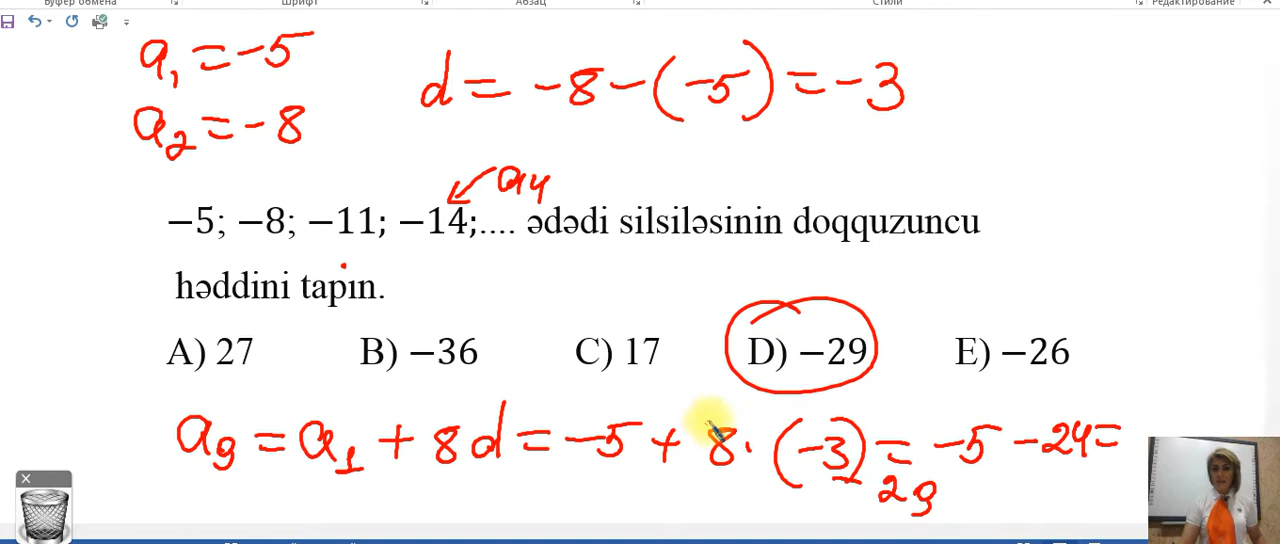 Буфер обмена Шрифт Абзац Стили Редактирование
a₁ = -5
d = -8 - (-5) = -3
a₂ = -8
a₄
−5; −8; −11; −14;.... ədədi silsiləsinin doqquzuncu
həddini tapın.
A) 27 B) −36 C) 17 D) −29 E) −26
a₉ = a₁ + 8d = -5 + 8·(-3) = -5 - 24 =
- 29